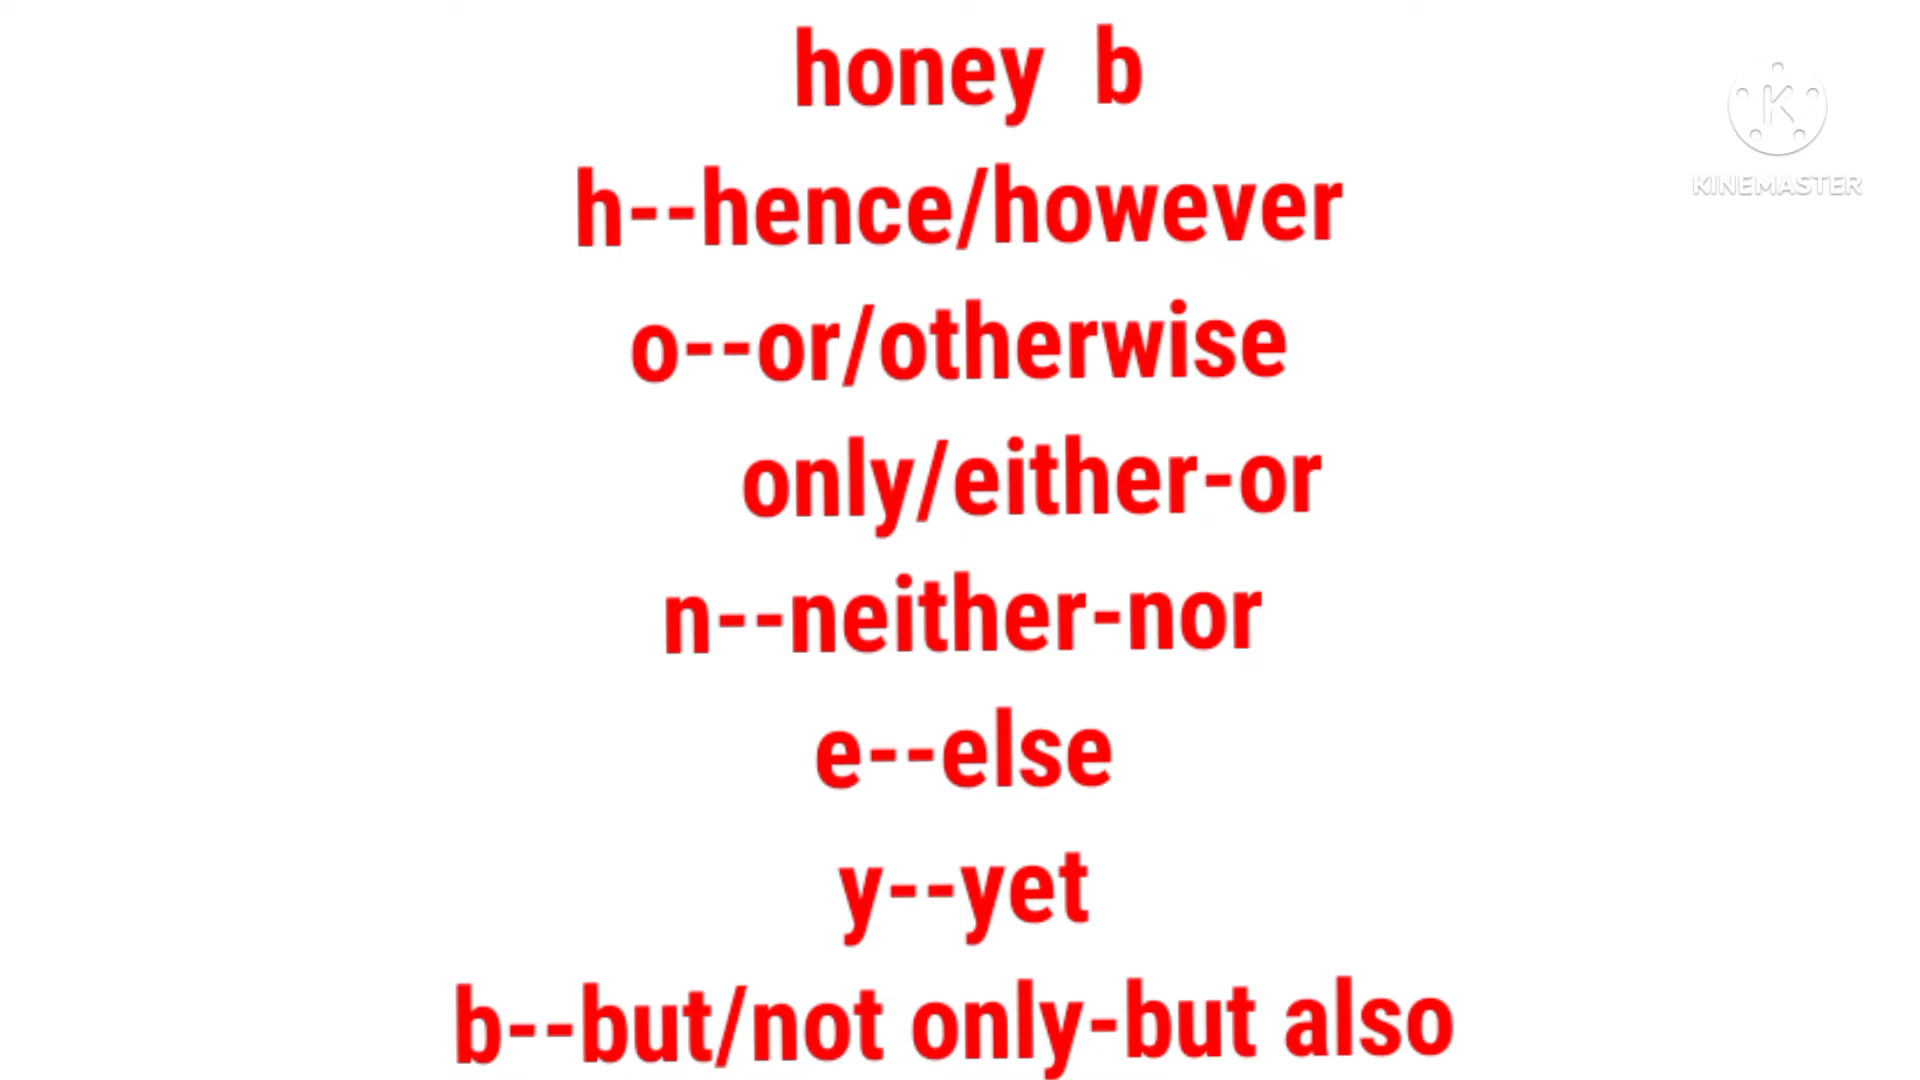 honey b
h--hence/however
o--or/otherwise
only/either-or
n--neither-nor
e--else
y--yet
b--but/not only-but also
K
KINEMASTER